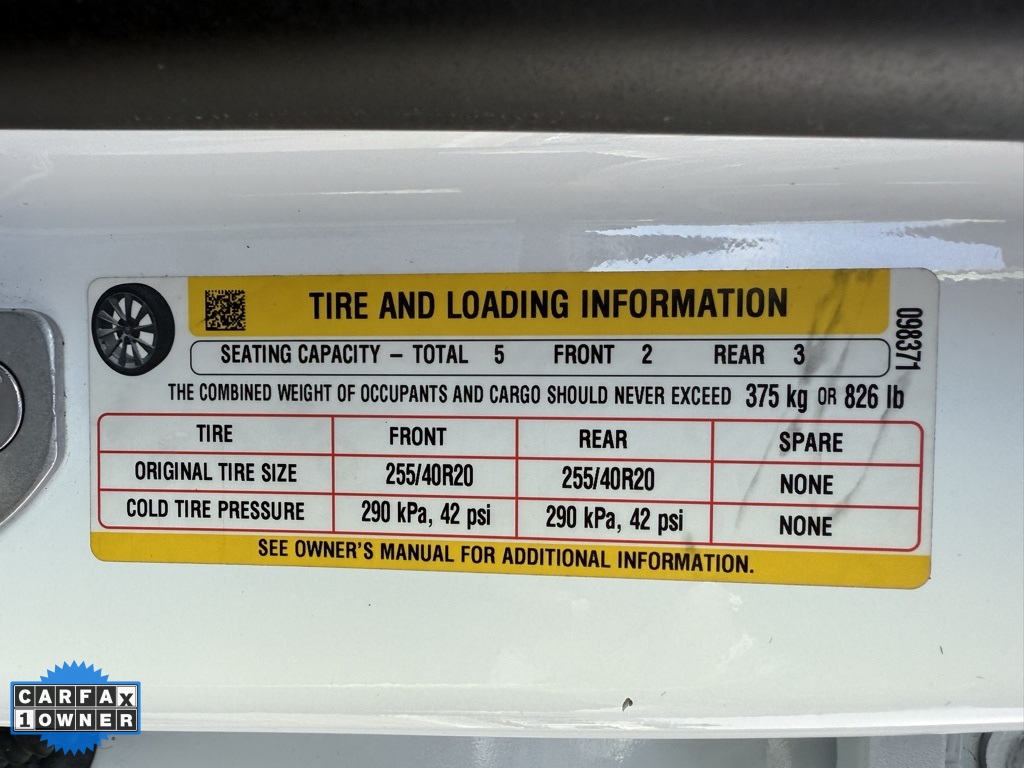 TIRE AND LOADING INFORMATION
098371
SEATING CAPACITY – TOTAL 5 FRONT 2 REAR 3
THE COMBINED WEIGHT OF OCCUPANTS AND CARGO SHOULD NEVER EXCEED 375 kg OR 826 lb
TIRE FRONT REAR SPARE
ORIGINAL TIRE SIZE 255/40R20 255/40R20 NONE
COLD TIRE PRESSURE 290 kPa, 42 psi 290 kPa, 42 psi NONE
SEE OWNER'S MANUAL FOR ADDITIONAL INFORMATION.
CARFAX
1 OWNER